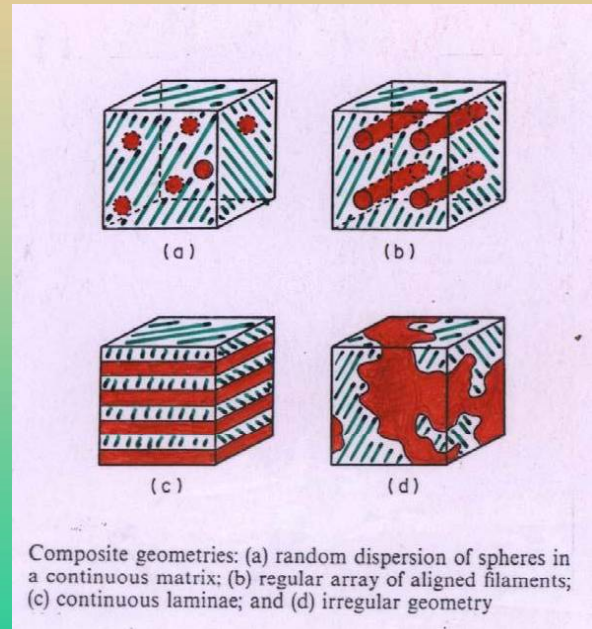 (a)
(b)
(c)
(d)
Composite geometries: (a) random dispersion of spheres in
a continuous matrix; (b) regular array of aligned filaments;
(c) continuous laminae; and (d) irregular geometry